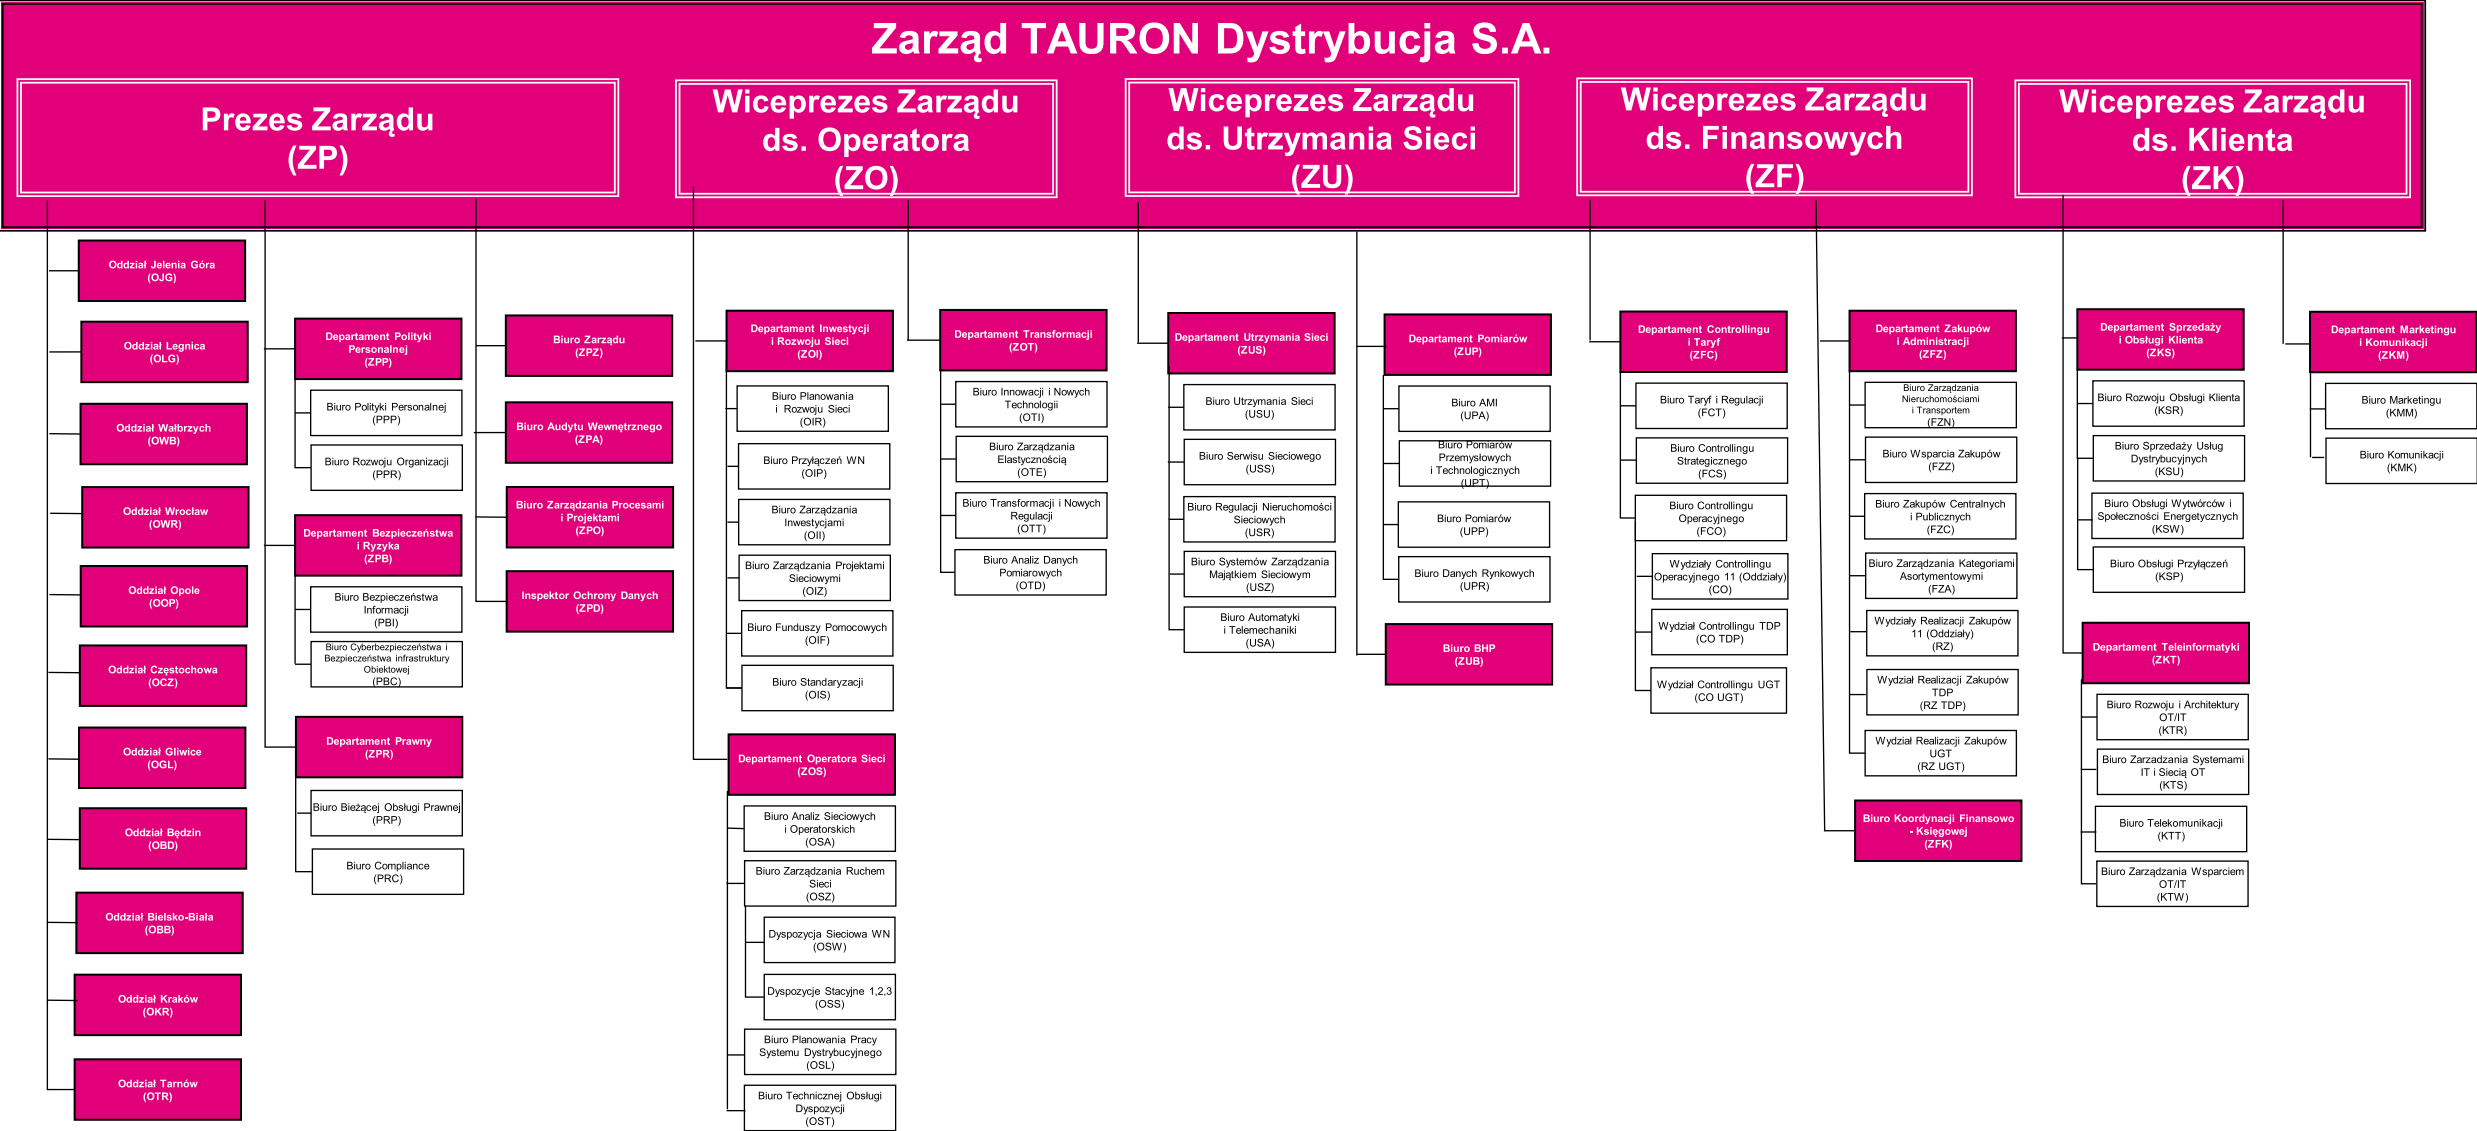 Zarząd TAURON Dystrybucja S.A.
Prezes Zarządu
(ZP)
Wiceprezes Zarządu
ds. Operatora
(ZO)
Wiceprezes Zarządu
ds. Utrzymania Sieci
(ZU)
Wiceprezes Zarządu
ds. Finansowych
(ZF)
Wiceprezes Zarządu
ds. Klienta
(ZK)
Oddział Jelenia Góra
(OJG)
Oddział Legnica
(OLG)
Oddział Wałbrzych
(OWB)
Oddział Wrocław
(OWR)
Oddział Opole
(OOP)
Oddział Częstochowa
(OCZ)
Oddział Gliwice
(OGL)
Oddział Będzin
(OBD)
Oddział Bielsko-Biała
(OBB)
Oddział Kraków
(OKR)
Oddział Tarnów
(OTR)
Departament Polityki
Personalnej
(ZPP)
Biuro Polityki Personalnej
(PPP)
Biuro Rozwoju Organizacji
(PPR)
Departament Bezpieczeństwa
i Ryzyka
(ZPB)
Biuro Bezpieczeństwa
Informacji
(PBI)
Biuro Cyberbezpieczeństwa i
Bezpieczeństwa infrastruktury
Obiektowej
(PBC)
Departament Prawny
(ZPR)
Biuro Bieżącej Obsługi Prawnej
(PRP)
Biuro Compliance
(PRC)
Biuro Zarządu
(ZPZ)
Biuro Audytu Wewnętrznego
(ZPA)
Biuro Zarządzania Procesami
i Projektami
(ZPO)
Inspektor Ochrony Danych
(ZPD)
Departament Inwestycji
i Rozwoju Sieci
(ZOI)
Biuro Planowania
i Rozwoju Sieci
(OIR)
Biuro Przyłączeń WN
(OIP)
Biuro Zarządzania
Inwestycjami
(OII)
Biuro Zarządzania Projektami
Sieciowymi
(OIZ)
Biuro Funduszy Pomocowych
(OIF)
Biuro Standaryzacji
(OIS)
Departament Operatora Sieci
(ZOS)
Biuro Analiz Sieciowych
i Operatorskich
(OSA)
Biuro Zarządzania Ruchem
Sieci
(OSZ)
Dyspozycja Sieciowa WN
(OSW)
Dyspozycje Stacyjne 1,2,3
(OSS)
Biuro Planowania Pracy
Systemu Dystrybucyjnego
(OSL)
Biuro Technicznej Obsługi
Dyspozycji
(OST)
Departament Transformacji
(ZOT)
Biuro Innowacji i Nowych
Technologii
(OTI)
Biuro Zarządzania
Elastycznością
(OTE)
Biuro Transformacji i Nowych
Regulacji
(OTT)
Biuro Analiz Danych
Pomiarowych
(OTD)
Departament Utrzymania Sieci
(ZUS)
Biuro Utrzymania Sieci
(USU)
Biuro Serwisu Sieciowego
(USS)
Biuro Regulacji Nieruchomości
Sieciowych
(USR)
Biuro Systemów Zarządzania
Majątkiem Sieciowym
(USZ)
Biuro Automatyki
i Telemechaniki
(USA)
Departament Pomiarów
(ZUP)
Biuro AMI
(UPA)
Biuro Pomiarów
Przemysłowych
i Technologicznych
(UPT)
Biuro Pomiarów
(UPP)
Biuro Danych Rynkowych
(UPR)
Biuro BHP
(ZUB)
Departament Controllingu
i Taryf
(ZFC)
Biuro Taryf i Regulacji
(FCT)
Biuro Controllingu
Strategicznego
(FCS)
Biuro Controllingu
Operacyjnego
(FCO)
Wydziały Controllingu
Operacyjnego 11 (Oddziały)
(CO)
Wydział Controllingu TDP
(CO TDP)
Wydział Controllingu UGT
(CO UGT)
Departament Zakupów
i Administracji
(ZFZ)
Biuro Zarządzania
Nieruchomościami
i Transportem
(FZN)
Biuro Wsparcia Zakupów
(FZZ)
Biuro Zakupów Centralnych
i Publicznych
(FZC)
Biuro Zarządzania Kategoriami
Asortymentowymi
(FZA)
Wydziały Realizacji Zakupów
11 (Oddziały)
(RZ)
Wydział Realizacji Zakupów
TDP
(RZ TDP)
Wydział Realizacji Zakupów
UGT
(RZ UGT)
Biuro Koordynacji Finansowo
- Księgowej
(ZFK)
Departament Sprzedaży
i Obsługi Klienta
(ZKS)
Biuro Rozwoju Obsługi Klienta
(KSR)
Biuro Sprzedaży Usług
Dystrybucyjnych
(KSU)
Biuro Obsługi Wytwórców i
Społeczności Energetycznych
(KSW)
Biuro Obsługi Przyłączeń
(KSP)
Departament Teleinformatyki
(ZKT)
Biuro Rozwoju i Architektury
OT/IT
(KTR)
Biuro Zarzadzania Systemami
IT i Siecią OT
(KTS)
Biuro Telekomunikacji
(KTT)
Biuro Zarządzania Wsparciem
OT/IT
(KTW)
Departament Marketingu
i Komunikacji
(ZKM)
Biuro Marketingu
(KMM)
Biuro Komunikacji
(KMK)